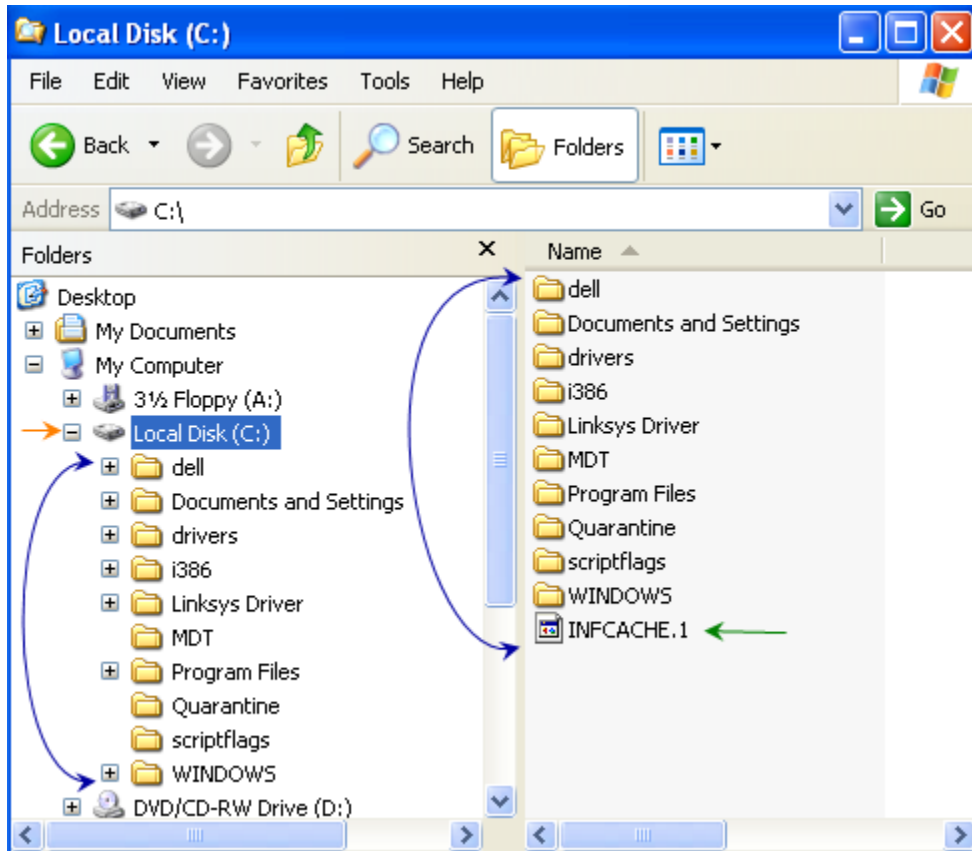 Local Disk (C:)
File Edit View Favorites Tools Help
Back Search Folders
Address C:\ Go
Folders
Desktop
My Documents
My Computer
3½ Floppy (A:)
Local Disk (C:)
dell
Documents and Settings
drivers
i386
Linksys Driver
MDT
Program Files
Quarantine
scriptflags
WINDOWS
DVD/CD-RW Drive (D:)
Name
dell
Documents and Settings
drivers
i386
Linksys Driver
MDT
Program Files
Quarantine
scriptflags
WINDOWS
INFCACHE.1